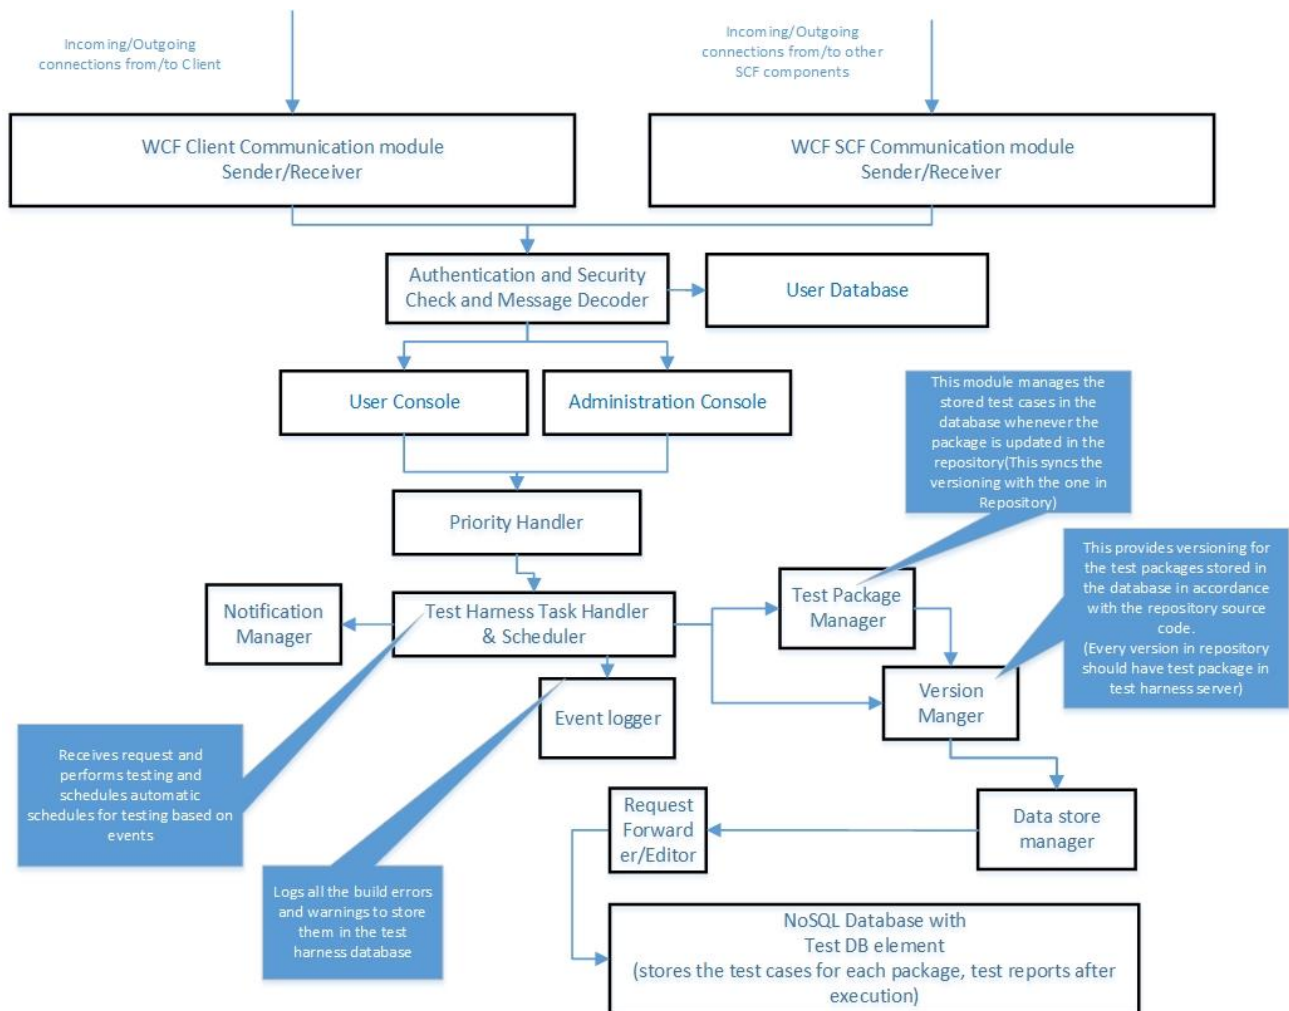 Incoming/Outgoing
connections from/to Client
Incoming/Outgoing
connections from/to other
SCF components
WCF Client Communication module
Sender/Receiver
WCF SCF Communication module
Sender/Receiver
Authentication and Security
Check and Message Decoder
User Database
User Console
Administration Console
This module manages the
stored test cases in the
database whenever the
package is updated in the
repository(This syncs the
versioning with the one in
Repository)
Priority Handler
This provides versioning for
the test packages stored in
the database in accordance
with the repository source
code.
(Every version in repository
should have test package in
test harness server)
Notification
Manager
Test Harness Task Handler
& Scheduler
Test Package
Manager
Event logger
Version
Manger
Receives request and
performs testing and
schedules automatic
schedules for testing based on
events
Request
Forward
er/Editor
Data store
manager
Logs all the build errors
and warnings to store
them in the test
harness database
NoSQL Database with
Test DB element
(stores the test cases for each package, test reports after
execution)